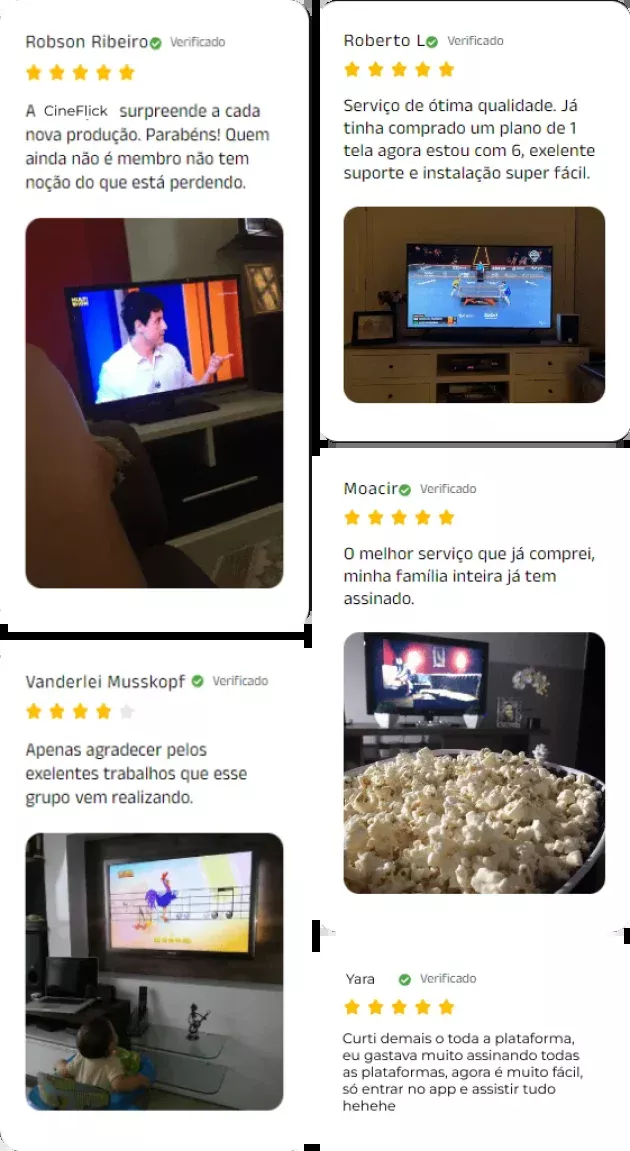 Robson Ribeiro Verificado
A CineFlick surpreende a cada
nova produção. Parabéns! Quem
ainda não é membro não tem
noção do que está perdendo.
Vanderlei Musskopf Verificado
Apenas agradecer pelos
exelentes trabalhos que esse
grupo vem realizando.
Roberto L Verificado
Serviço de ótima qualidade. Já
tinha comprado um plano de 1
tela agora estou com 6, exelente
suporte e instalação super fácil.
Moacir Verificado
O melhor serviço que já comprei,
minha família inteira já tem
assinado.
Yara Verificado
Curti demais o toda a plataforma,
eu gastava muito assinando todas
as plataformas, agora é muito fácil,
só entrar no app e assistir tudo
hehehe